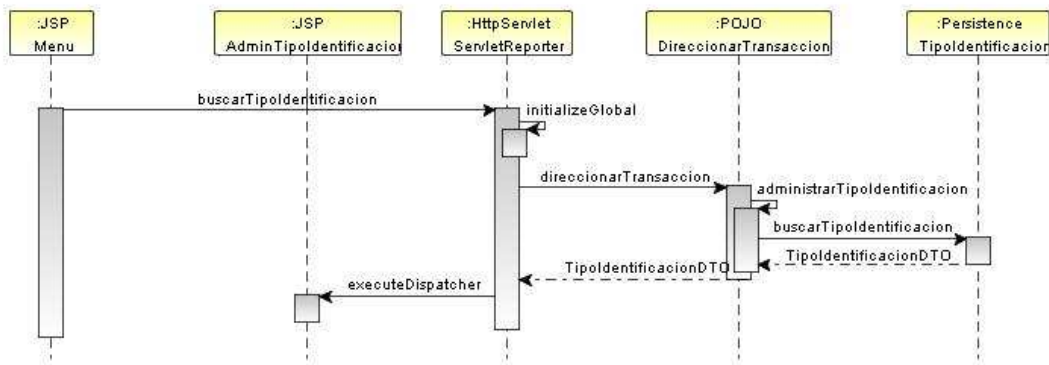 :JSP
Menu
:JSP
AdminTipoIdentificacion
:HttpServlet
ServletReporter
:POJO
DireccionarTransaccion
:Persistence
TipoIdentificacion
buscarTipoIdentificacion
initializeGlobal
direccionarTransaccion
administrarTipoIdentificacion
buscarTipoIdentificacion
TipoIdentificacionDTO
TipoIdentificacionDTO
executeDispatcher